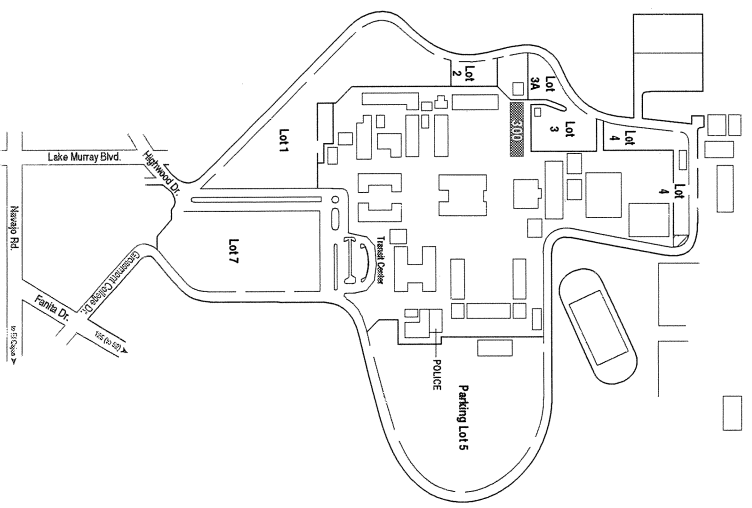 Lot
2
Lot
3A
300
Lot
3
Lot
4
Lot
4
Lot 1
Lake Murray Blvd.
Highwood Dr.
Navajo Rd.
Lot 7
Transit Center
Grossmont College Dr.
Fanita Dr.
125 (to 52)
to El Cajon
POLICE
Parking Lot 5